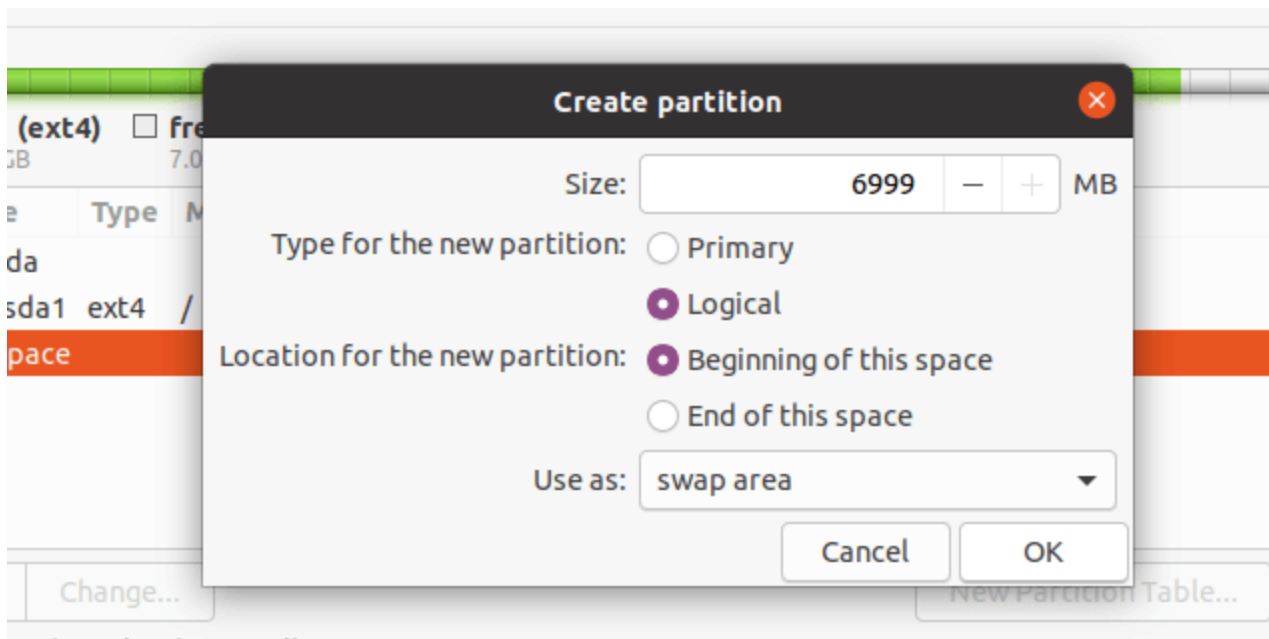 Create partition
(ext4) fre
GB 7.0
Size: 6999 MB
e Type M
Type for the new partition: Primary
da
Logical
sda1 ext4 /
pace Location for the new partition: Beginning of this space
End of this space
Use as: swap area
Cancel OK
Change... New Partition Table...